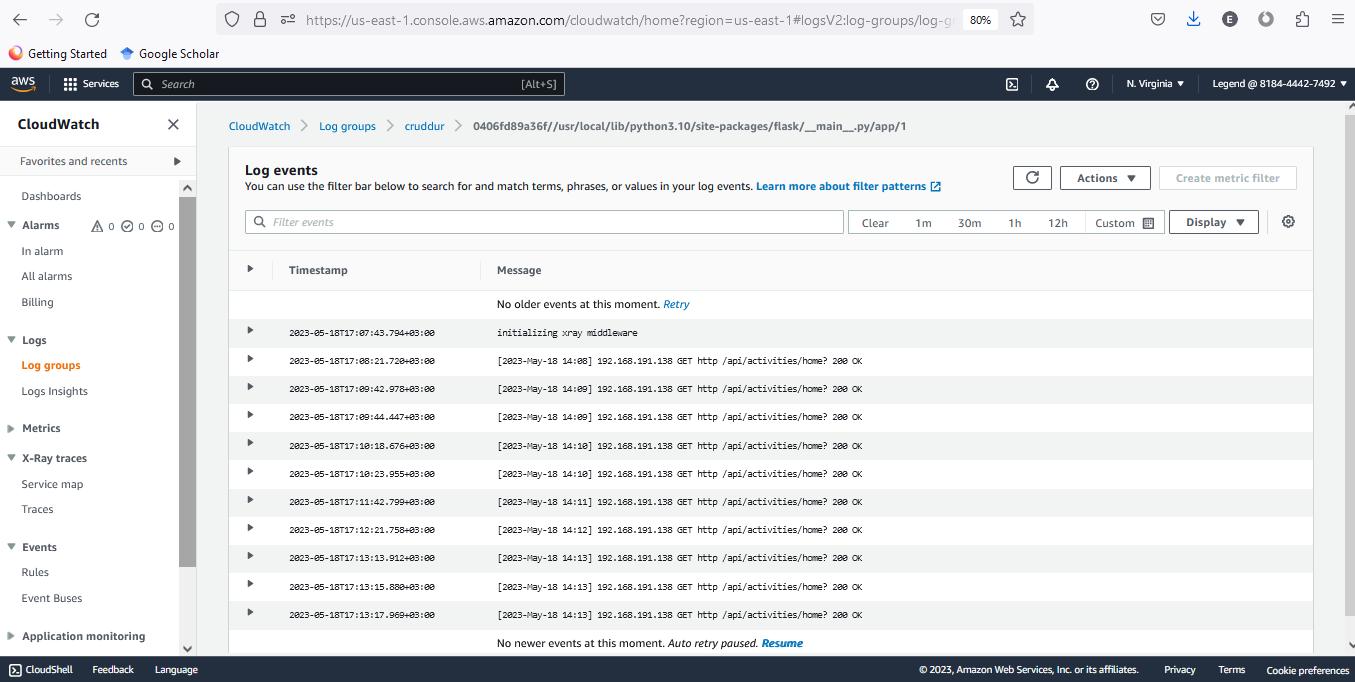 https://us-east-1.console.aws.amazon.com/cloudwatch/home?region=us-east-1#logsV2:log-groups/log-g 80%
E
Getting Started Google Scholar
aws Services Search [Alt+S] N. Virginia Legend @ 8184-4442-7492
CloudWatch
Favorites and recents
Dashboards
Alarms 0 0 0
In alarm
All alarms
Billing
Logs
Log groups
Logs Insights
Metrics
X-Ray traces
Service map
Traces
Events
Rules
Event Buses
Application monitoring
CloudWatch Log groups cruddur 0406fd89a36f//usr/local/lib/python3.10/site-packages/flask/__main__.py/app/1
Log events
You can use the filter bar below to search for and match terms, phrases, or values in your log events. Learn more about filter patterns
Actions Create metric filter
Filter events Clear 1m 30m 1h 12h Custom Display
Timestamp Message
No older events at this moment. Retry
2023-05-18T17:07:43.794+03:00 initializing xray middleware
2023-05-18T17:08:21.720+03:00 [2023-May-18 14:08] 192.168.191.138 GET http /api/activities/home? 200 OK
2023-05-18T17:09:42.978+03:00 [2023-May-18 14:09] 192.168.191.138 GET http /api/activities/home? 200 OK
2023-05-18T17:09:44.447+03:00 [2023-May-18 14:09] 192.168.191.138 GET http /api/activities/home? 200 OK
2023-05-18T17:10:18.676+03:00 [2023-May-18 14:10] 192.168.191.138 GET http /api/activities/home? 200 OK
2023-05-18T17:10:23.955+03:00 [2023-May-18 14:10] 192.168.191.138 GET http /api/activities/home? 200 OK
2023-05-18T17:11:42.799+03:00 [2023-May-18 14:11] 192.168.191.138 GET http /api/activities/home? 200 OK
2023-05-18T17:12:21.758+03:00 [2023-May-18 14:12] 192.168.191.138 GET http /api/activities/home? 200 OK
2023-05-18T17:13:13.912+03:00 [2023-May-18 14:13] 192.168.191.138 GET http /api/activities/home? 200 OK
2023-05-18T17:13:15.880+03:00 [2023-May-18 14:13] 192.168.191.138 GET http /api/activities/home? 200 OK
2023-05-18T17:13:17.969+03:00 [2023-May-18 14:13] 192.168.191.138 GET http /api/activities/home? 200 OK
No newer events at this moment. Auto retry paused. Resume
CloudShell Feedback Language © 2023, Amazon Web Services, Inc. or its affiliates. Privacy Terms Cookie preferences